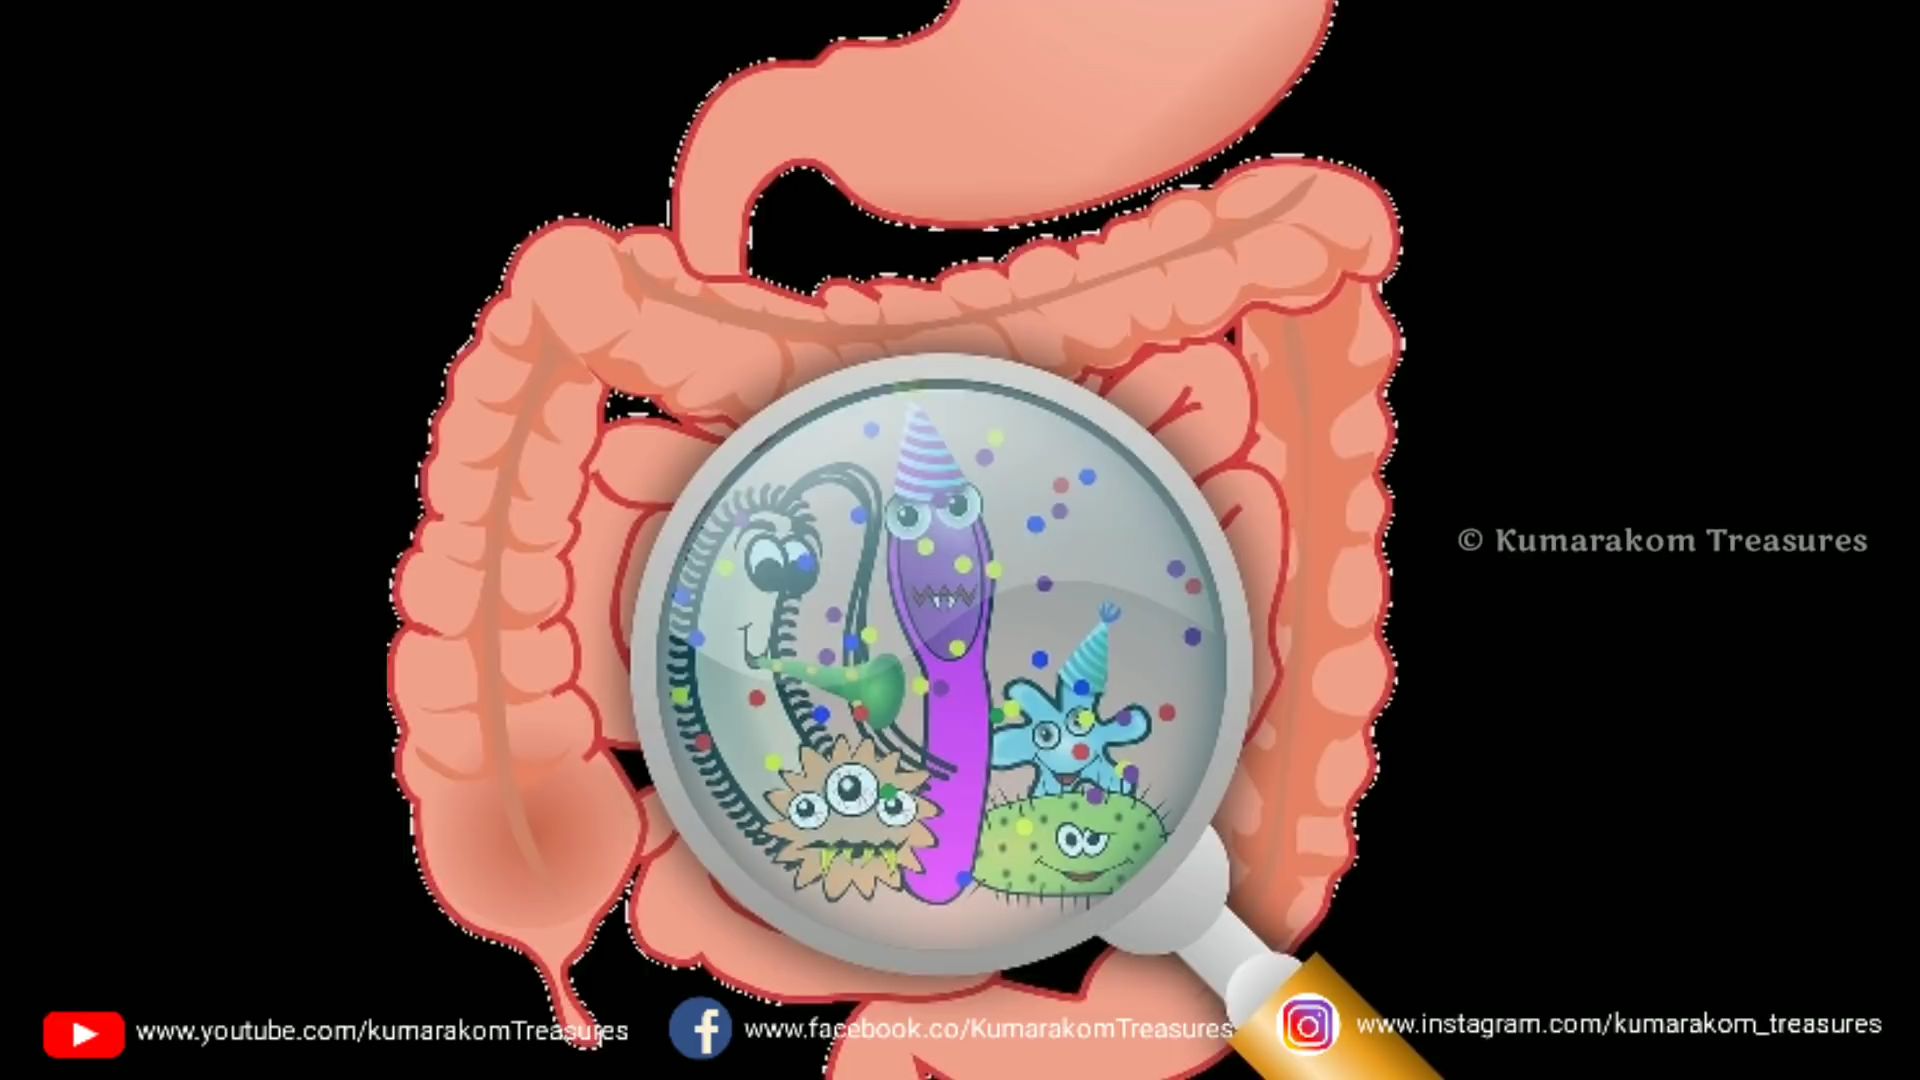 © Kumarakom Treasures
www.youtube.com/kumarakomTreasures
www.facebook.co/KumarakomTreasures
www.instagram.com/kumarakom_treasures